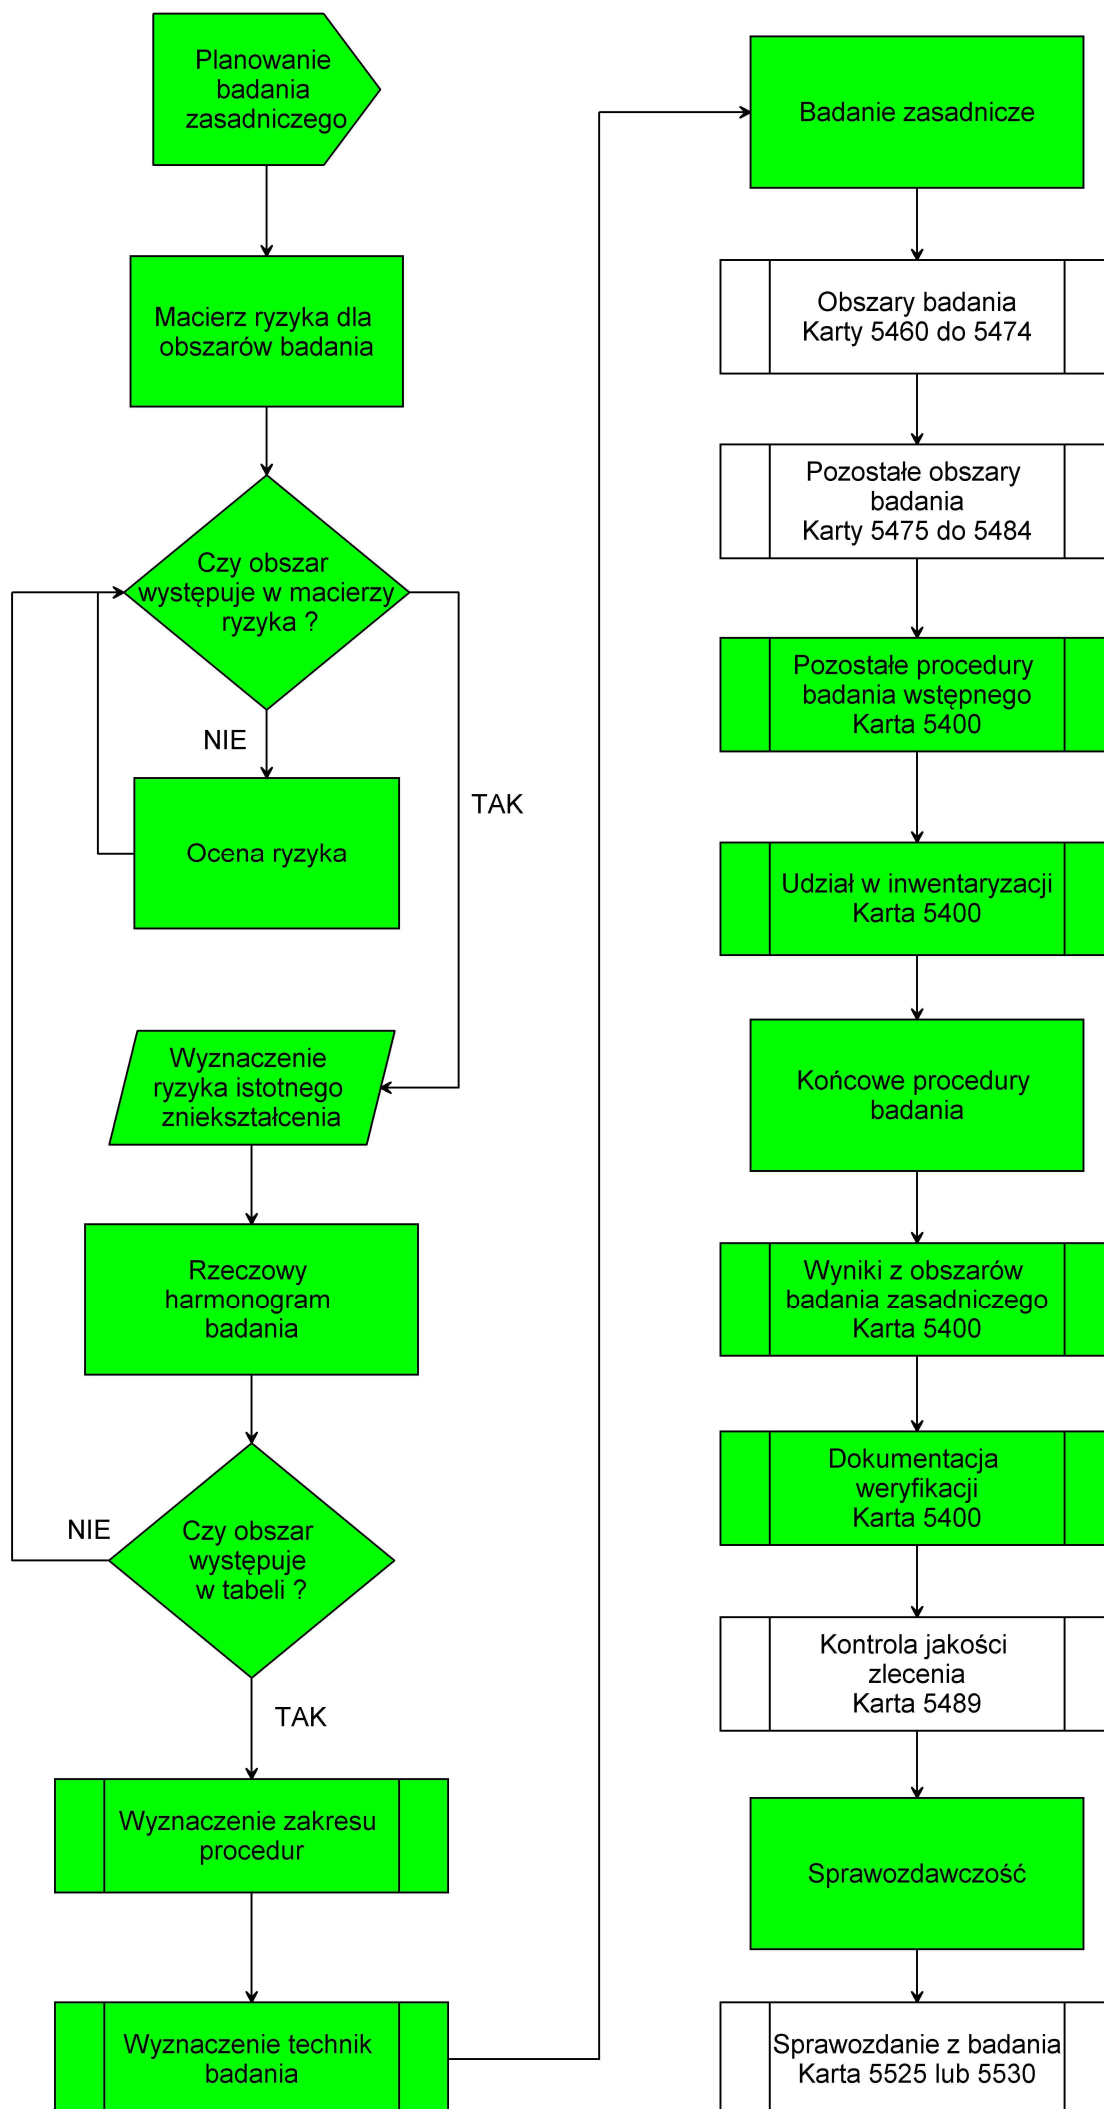 Planowanie
badania
zasadniczego
Macierz ryzyka dla
obszarów badania
Czy obszar
występuje w macierzy
ryzyka ?
NIE
TAK
Ocena ryzyka
Wyznaczenie
ryzyka istotnego
zniekształcenia
Rzeczowy
harmonogram
badania
NIE
Czy obszar
występuje
w tabeli ?
TAK
Wyznaczenie zakresu
procedur
Wyznaczenie technik
badania
Badanie zasadnicze
Obszary badania
Karty 5460 do 5474
Pozostałe obszary
badania
Karty 5475 do 5484
Pozostałe procedury
badania wstępnego
Karta 5400
Udział w inwentaryzacji
Karta 5400
Końcowe procedury
badania
Wyniki z obszarów
badania zasadniczego
Karta 5400
Dokumentacja
weryfikacji
Karta 5400
Kontrola jakości
zlecenia
Karta 5489
Sprawozdawczość
Sprawozdanie z badania
Karta 5525 lub 5530